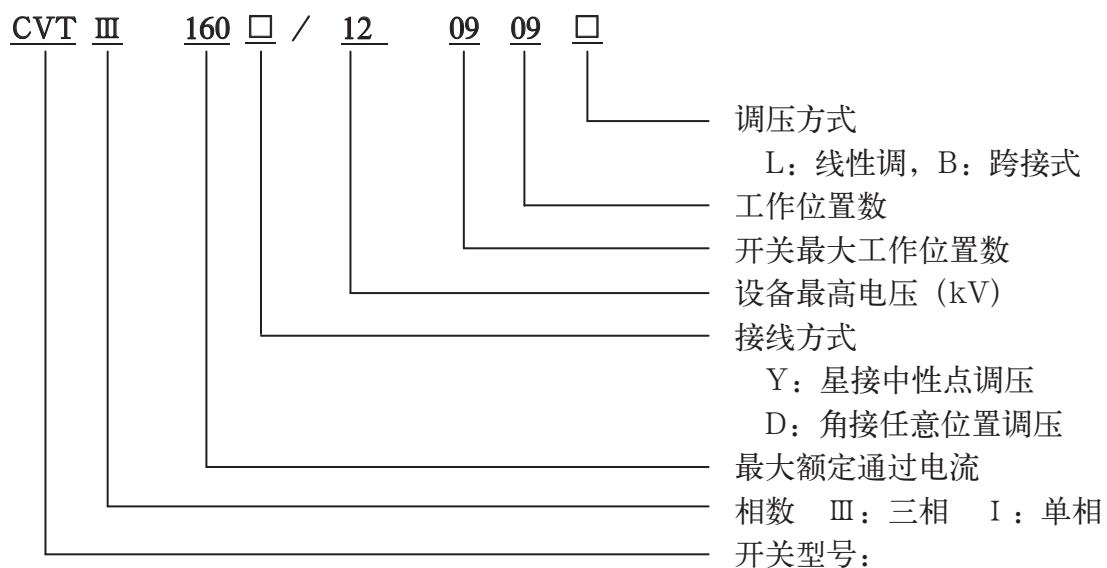 CVT Ⅲ 160 □ / 12 09 09 □
调压方式
L：线性调，B：跨接式
工作位置数
开关最大工作位置数
设备最高电压（kV）
接线方式
Y：星接中性点调压
D：角接任意位置调压
最大额定通过电流
相数 Ⅲ：三相 Ⅰ：单相
开关型号：